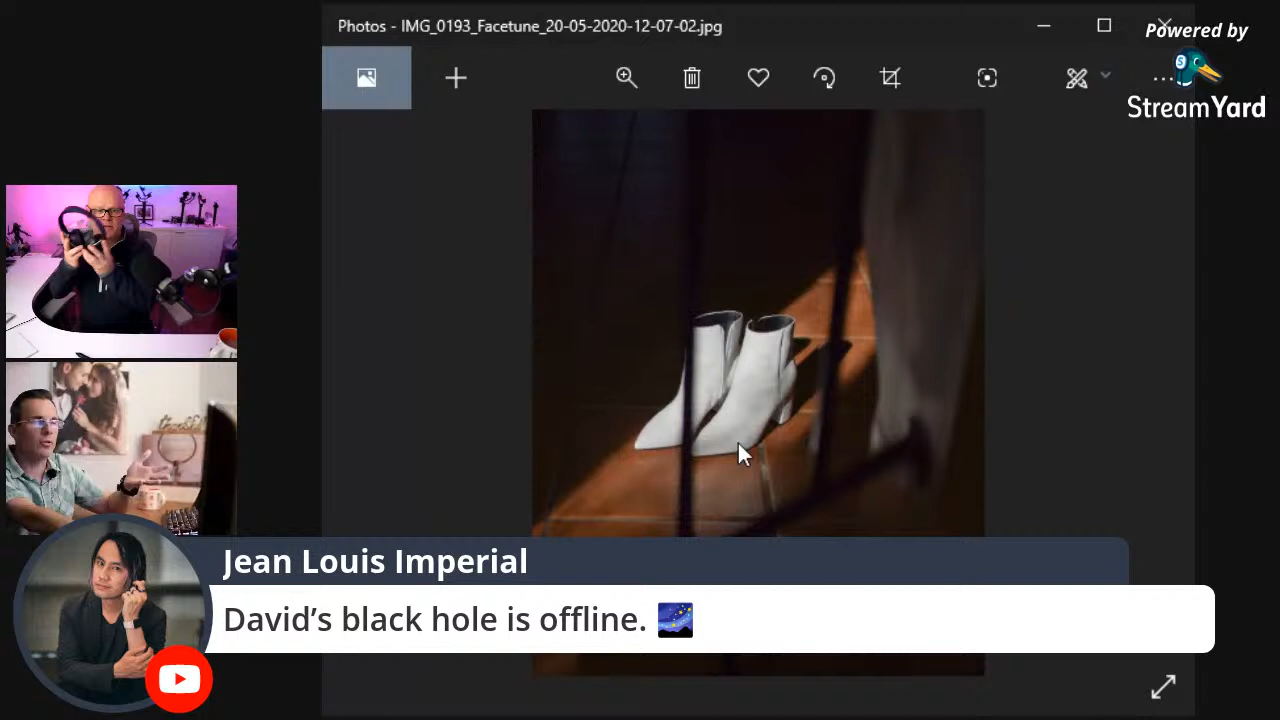 Photos - IMG_0193_Facetune_20-05-2020-12-07-02.jpg
Powered by
StreamYard
Jean Louis Imperial
David's black hole is offline. 🌌